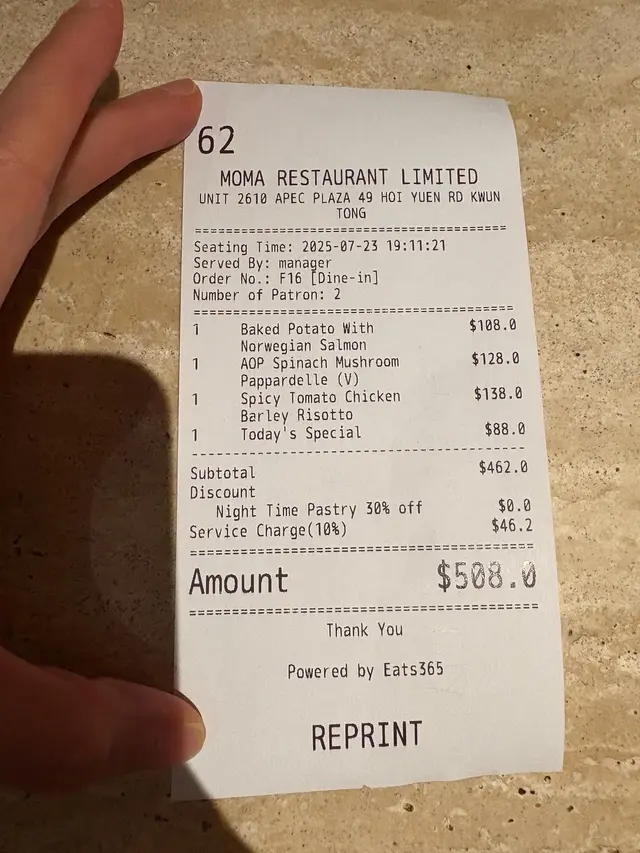 62
MOMA RESTAURANT LIMITED
UNIT 2610 APEC PLAZA 49 HOI YUEN RD KWUN
TONG
Seating Time: 2025-07-23 19:11:21
Served By: manager
Order No.: F16 [Dine-in]
Number of Patron: 2
1 Baked Potato With $108.0
Norwegian Salmon
1 AOP Spinach Mushroom $128.0
Pappardelle (V)
1 Spicy Tomato Chicken $138.0
Barley Risotto
1 Today's Special $88.0
Subtotal $462.0
Discount
Night Time Pastry 30% off $0.0
Service Charge(10%) $46.2
Amount $508.0
Thank You
Powered by Eats365
REPRINT